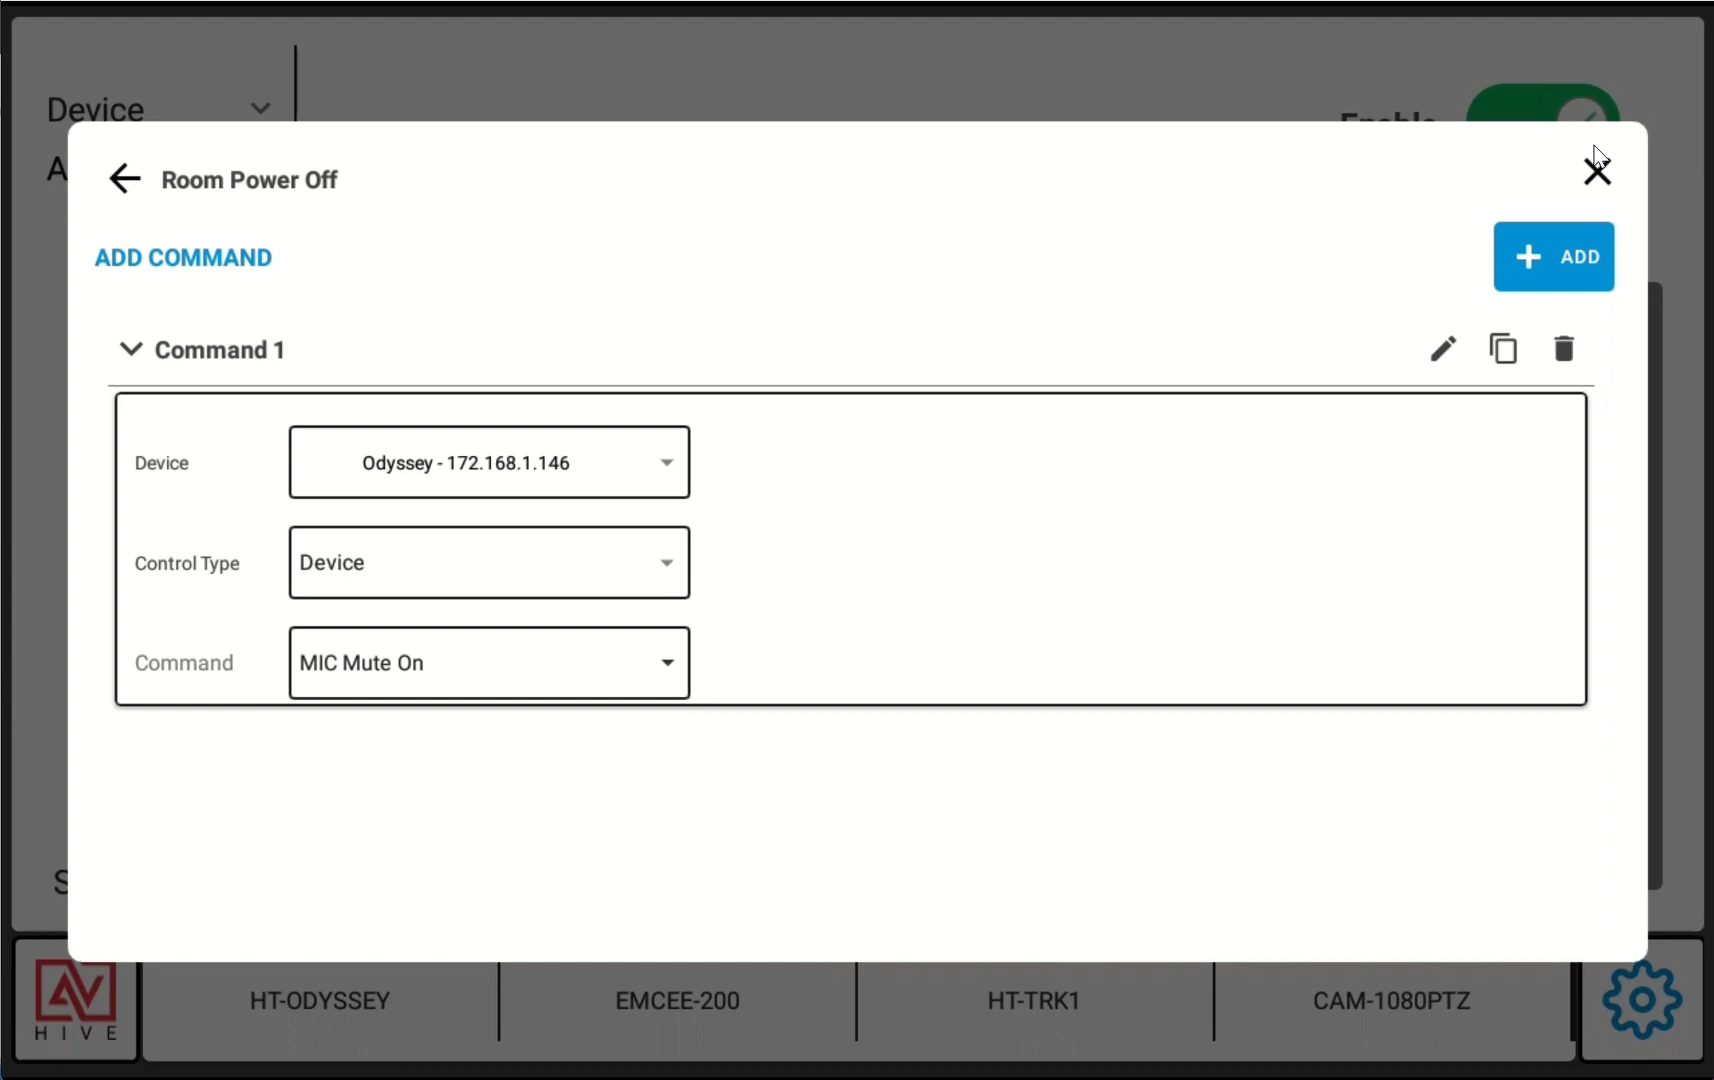 Device
Enable
A
Room Power Off
ADD COMMAND
ADD
Command 1
Device
Odyssey - 172.168.1.146
Control Type
Device
Command
MIC Mute On
S
HIVE
HT-ODYSSEY
EMCEE-200
HT-TRK1
CAM-1080PTZ